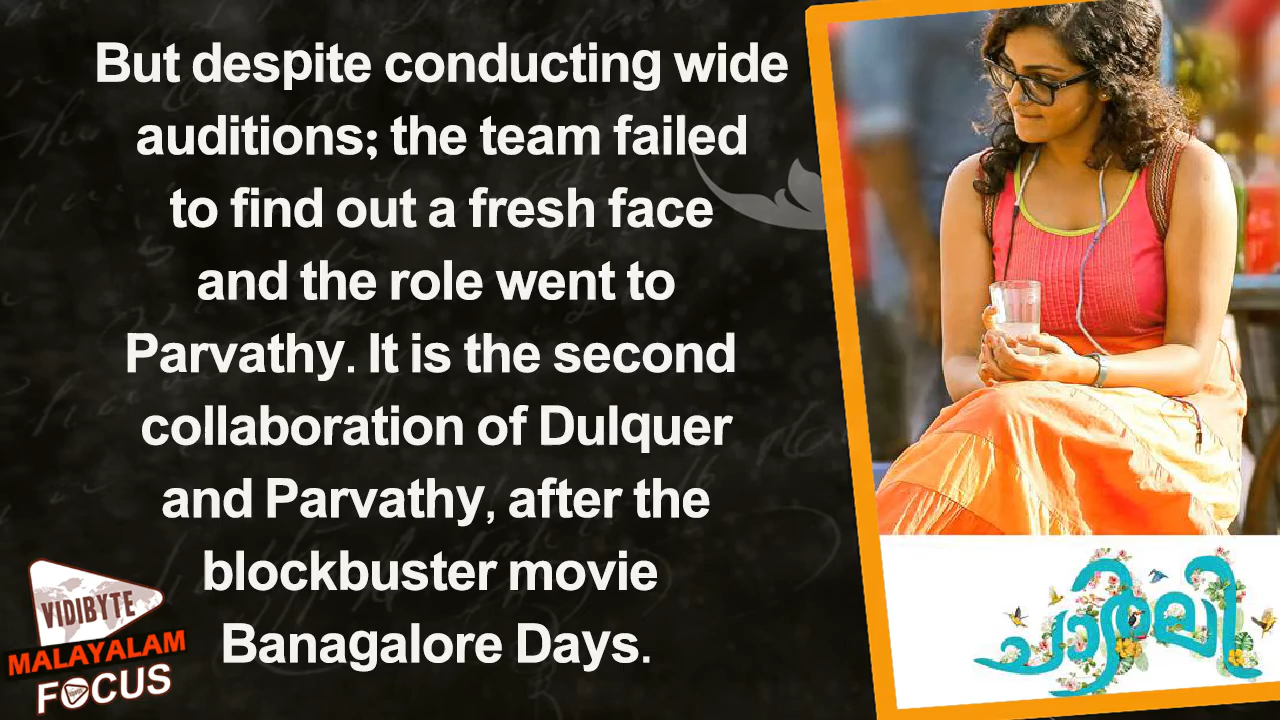 But despite conducting wide
auditions; the team failed
to find out a fresh face
and the role went to
Parvathy. It is the second
collaboration of Dulquer
and Parvathy, after the
blockbuster movie
Banagalore Days.
VIDIBYTE
MALAYALAM
FOCUS
ചാർലി